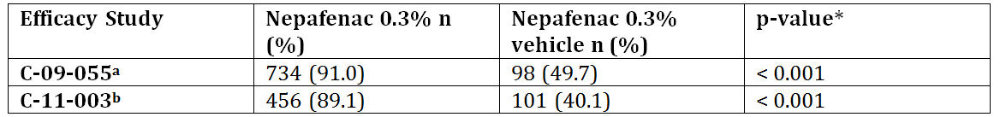 Efficacy Study Nepafenac 0.3% n (%) Nepafenac 0.3% vehicle n (%) p-value*
C-09-055ᵃ 734 (91.0) 98 (49.7) < 0.001
C-11-003ᵇ 456 (89.1) 101 (40.1) < 0.001